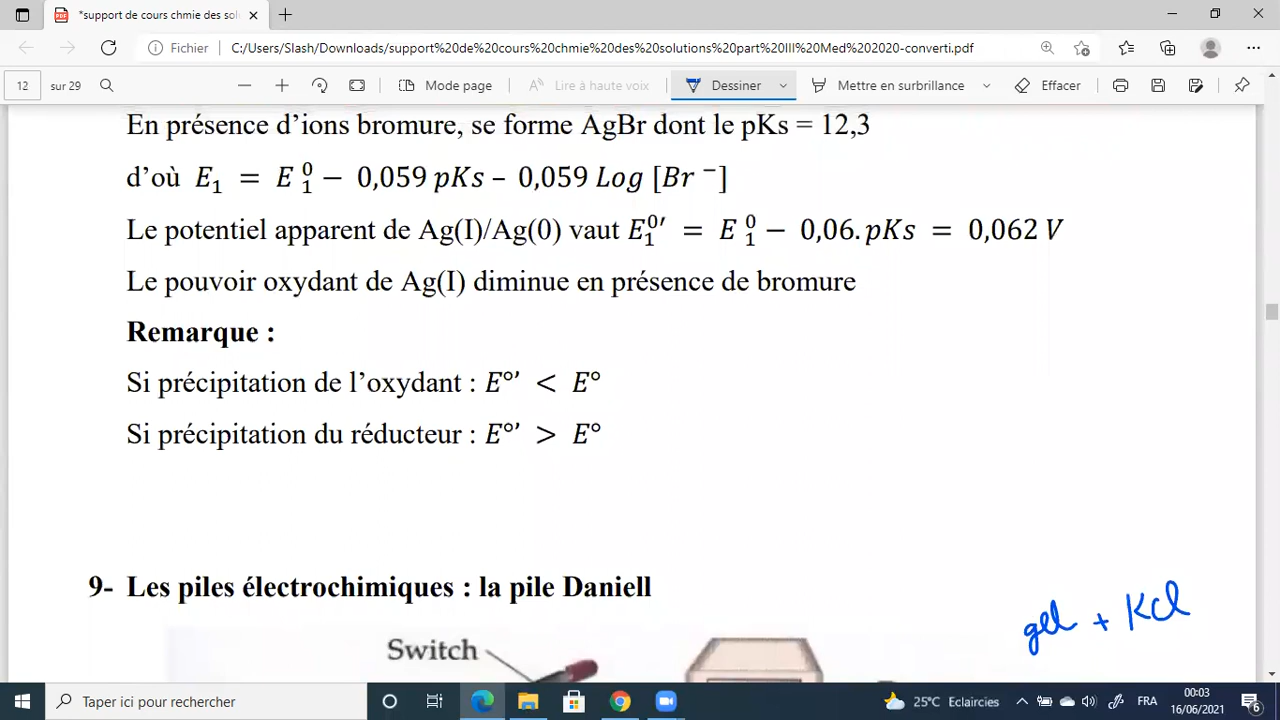 *support de cours chmie des sol
Fichier
C:/Users/Slash/Downloads/support%20de%20cours%20chmie%20des%20solutions%20part%20III%20Med%202020-converti.pdf
12 sur 29
Mode page
Lire à haute voix
Dessiner
Mettre en surbrillance
Effacer
En présence d’ions bromure, se forme AgBr dont le pKs = 12,3
d’où E₁ = E₁⁰ − 0,059 pKs – 0,059 Log [Br ⁻]
Le potentiel apparent de Ag(I)/Ag(0) vaut E₁⁰′ = E₁⁰ − 0,06. pKs = 0,062 V
Le pouvoir oxydant de Ag(I) diminue en présence de bromure
Remarque :
Si précipitation de l’oxydant : E°’ < E°
Si précipitation du réducteur : E°’ > E°
9- Les piles électrochimiques : la pile Daniell
gel + KCl
Switch
Taper ici pour rechercher
25°C Eclaircies
FRA
00:03
16/06/2021
6